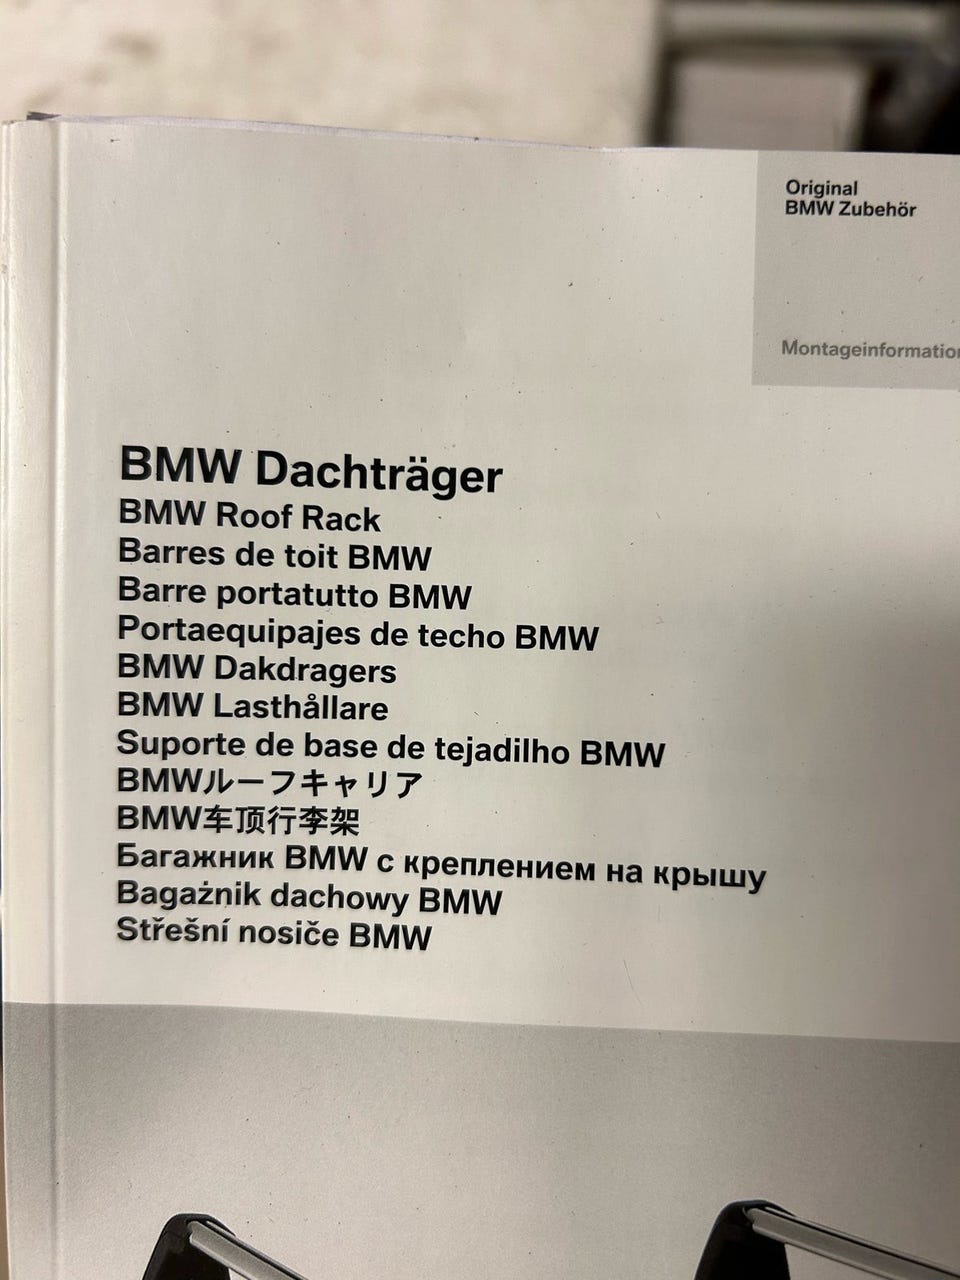 Original
BMW Zubehör
Montageinformation
BMW Dachträger
BMW Roof Rack
Barres de toit BMW
Barre portatutto BMW
Portaequipajes de techo BMW
BMW Dakdragers
BMW Lasthållare
Suporte de base de tejadilho BMW
BMWルーフキャリア
BMW车顶行李架
Багажник BMW с креплением на крышу
Bagażnik dachowy BMW
Střešní nosiče BMW